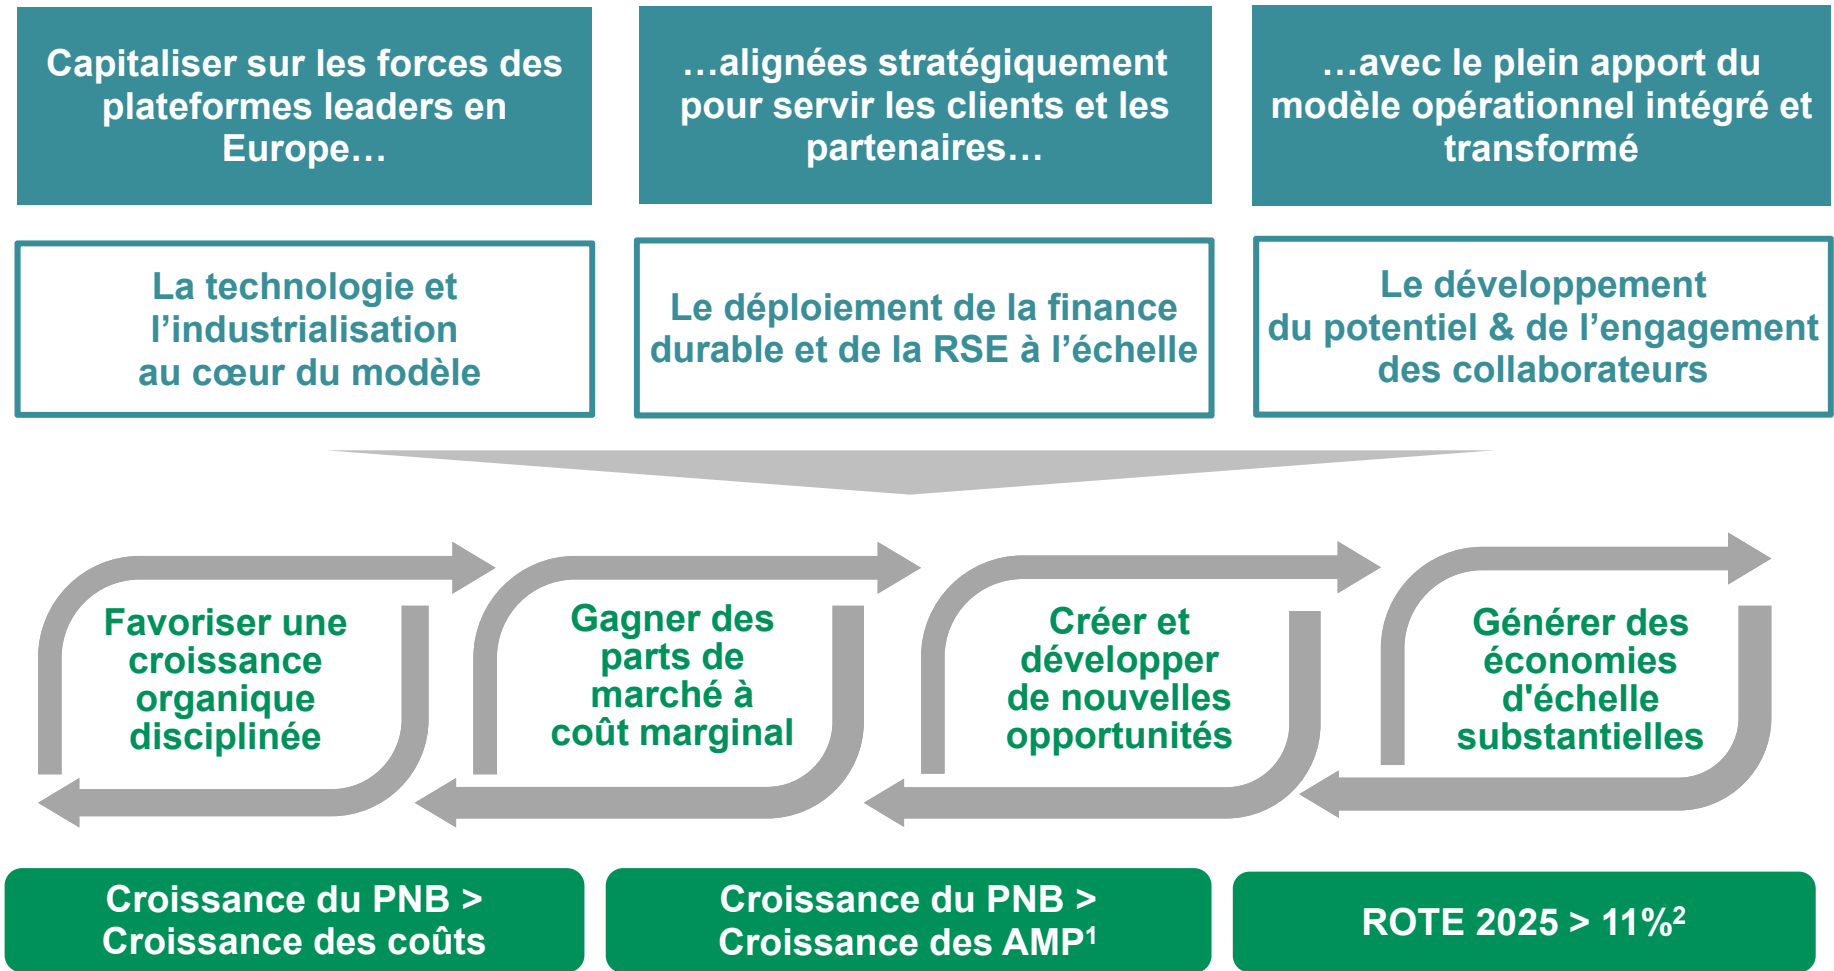 Capitaliser sur les forces des
plateformes leaders en
Europe…
…alignées stratégiquement
pour servir les clients et les
partenaires…
…avec le plein apport du
modèle opérationnel intégré et
transformé
La technologie et
l’industrialisation
au cœur du modèle
Le déploiement de la finance
durable et de la RSE à l’échelle
Le développement
du potentiel & de l’engagement
des collaborateurs
Favoriser une
croissance
organique
disciplinée
Gagner des
parts de
marché à
coût marginal
Créer et
développer
de nouvelles
opportunités
Générer des
économies
d'échelle
substantielles
Croissance du PNB >
Croissance des coûts
Croissance du PNB >
Croissance des AMP¹
ROTE 2025 > 11%²